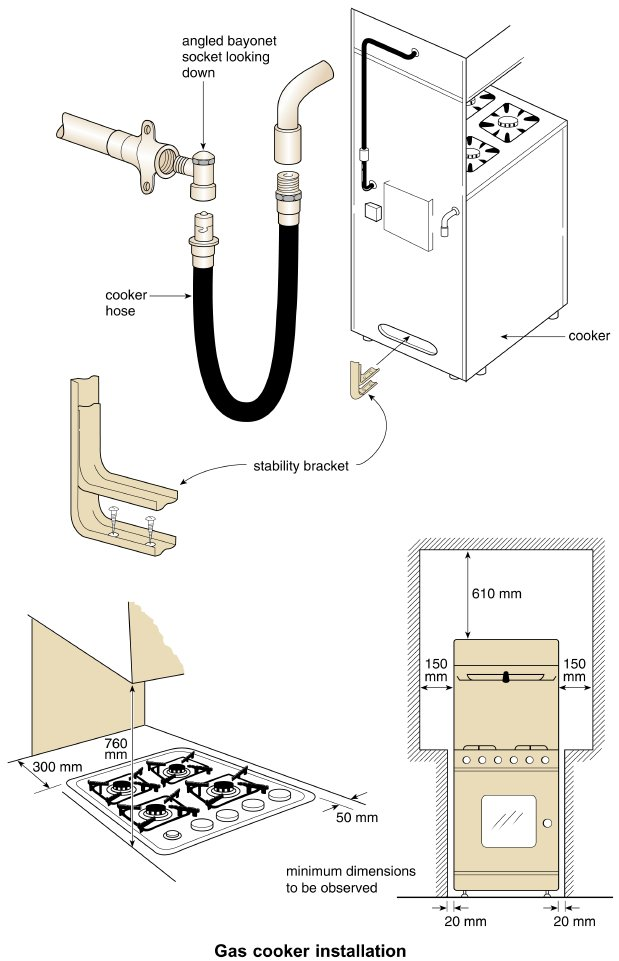 angled bayonet
socket looking
down
cooker
hose
cooker
stability bracket
610 mm
150
mm
150
mm
760
mm
300 mm
50 mm
minimum dimensions
to be observed
20 mm
20 mm
Gas cooker installation